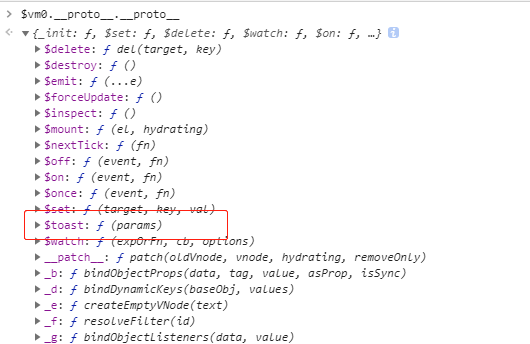 > $vm0.__proto__.__proto__
{_init: ƒ, $set: ƒ, $delete: ƒ, $watch: ƒ, $on: ƒ, …} i
$delete: ƒ del(target, key)
$destroy: ƒ ()
$emit: ƒ (...e)
$forceUpdate: ƒ ()
$inspect: ƒ ()
$mount: ƒ (el, hydrating)
$nextTick: ƒ (fn)
$off: ƒ (event, fn)
$on: ƒ (event, fn)
$once: ƒ (event, fn)
$set: ƒ (target, key, val)
$toast: ƒ (params)
$watch: ƒ (expOrFn, cb, options)
__patch__: ƒ patch(oldVnode, vnode, hydrating, removeOnly)
_b: ƒ bindObjectProps(data, tag, value, asProp, isSync)
_d: ƒ bindDynamicKeys(baseObj, values)
_e: ƒ createEmptyVNode(text)
_f: ƒ resolveFilter(id)
_g: ƒ bindObjectListeners(data, value)